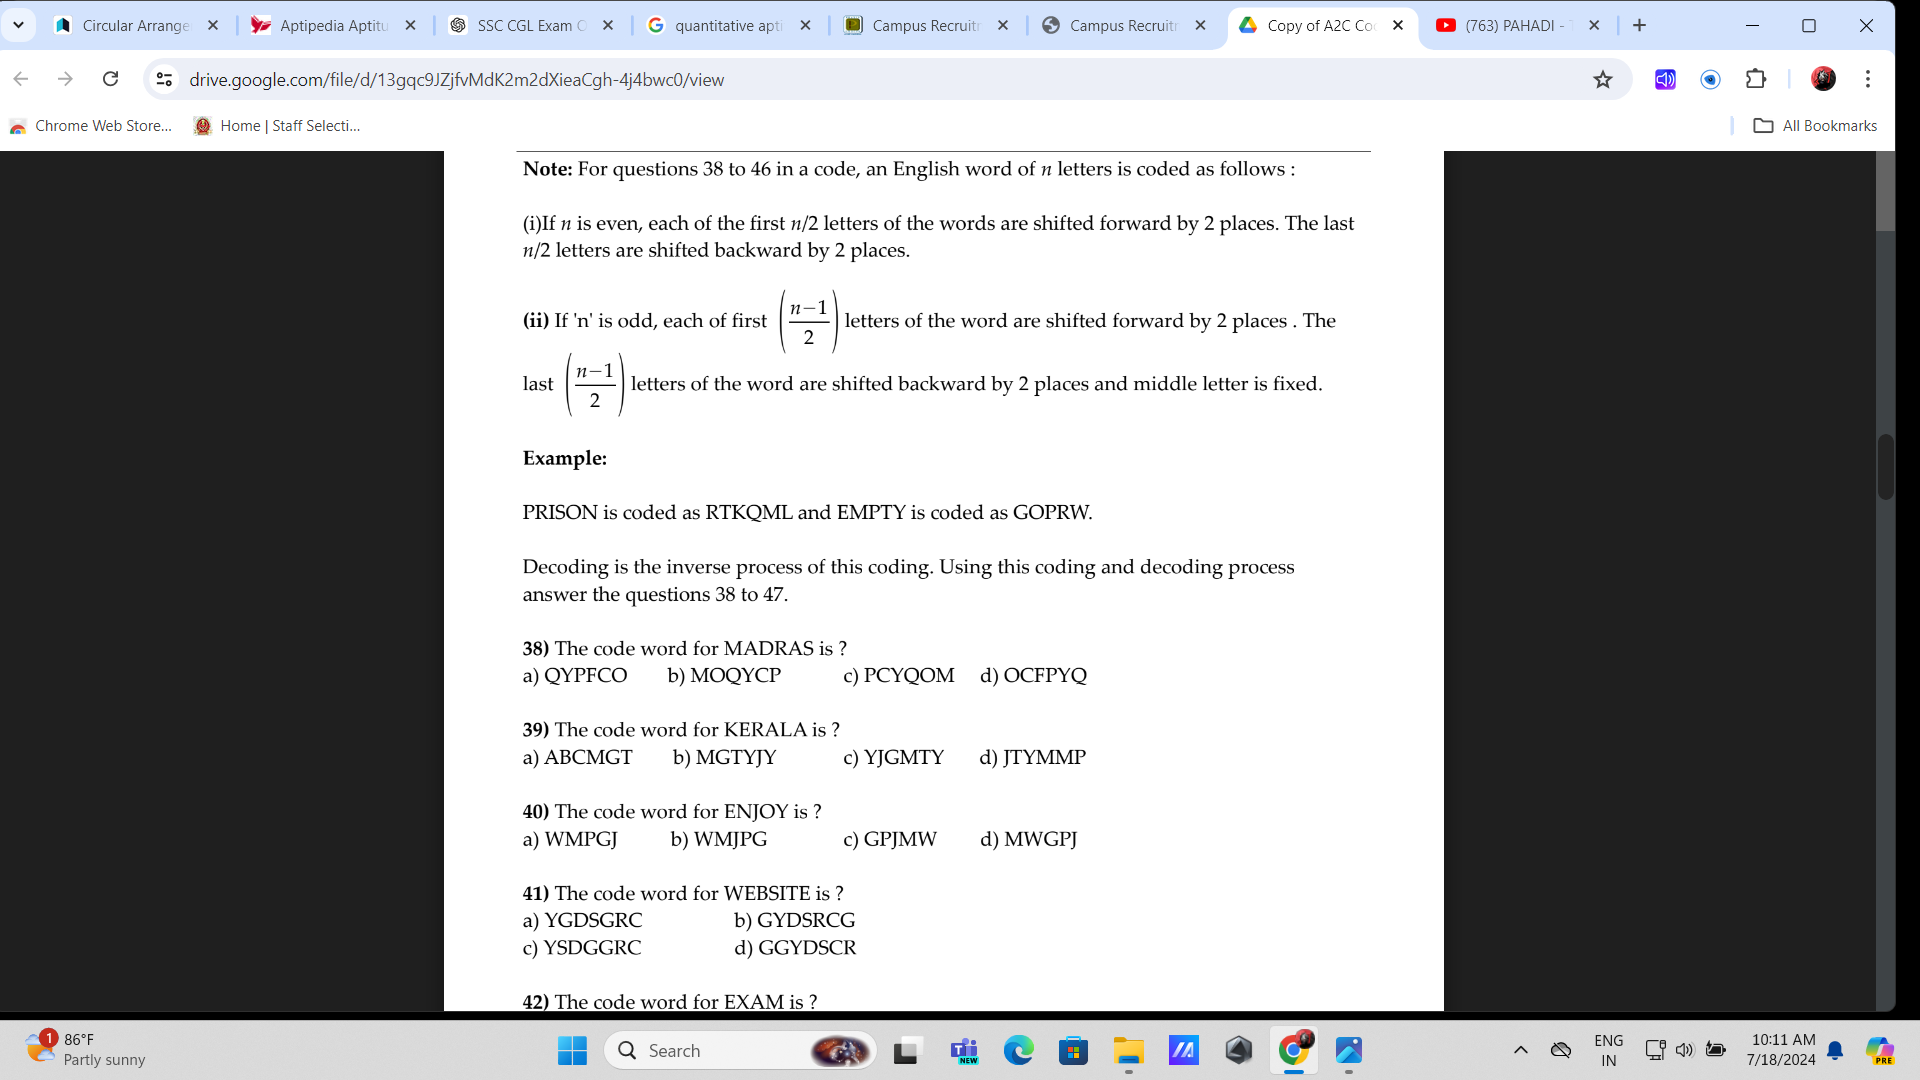 Circular Arrange
Aptipedia Aptitu
SSC CGL Exam Q
quantitative apti
Campus Recruitr
Campus Recruitr
Copy of A2C Co
(763) PAHADI -
drive.google.com/file/d/13gqc9JZjfvMdK2m2dXieaCgh-4j4bwc0/view
Chrome Web Store...
Home | Staff Selecti...
All Bookmarks
Note: For questions 38 to 46 in a code, an English word of n letters is coded as follows :
(i)If n is even, each of the first n/2 letters of the words are shifted forward by 2 places. The last
n/2 letters are shifted backward by 2 places.
(ii) If 'n' is odd, each of first (n−1/2) letters of the word are shifted forward by 2 places . The
last (n−1/2) letters of the word are shifted backward by 2 places and middle letter is fixed.
Example:
PRISON is coded as RTKQML and EMPTY is coded as GOPRW.
Decoding is the inverse process of this coding. Using this coding and decoding process
answer the questions 38 to 47.
38) The code word for MADRAS is ?
a) QYPFCO b) MOQYCP c) PCYQOM d) OCFPYQ
39) The code word for KERALA is ?
a) ABCMGT b) MGTYJY c) YJGMTY d) JTYMMP
40) The code word for ENJOY is ?
a) WMPGJ b) WMJPG c) GPJMW d) MWGPJ
41) The code word for WEBSITE is ?
a) YGDSGRC b) GYDSRCG
c) YSDGGRC d) GGYDSCR
42) The code word for EXAM is ?
1
86°F
Partly sunny
Search
T
NEW
ENG
IN
10:11 AM
7/18/2024
PRE